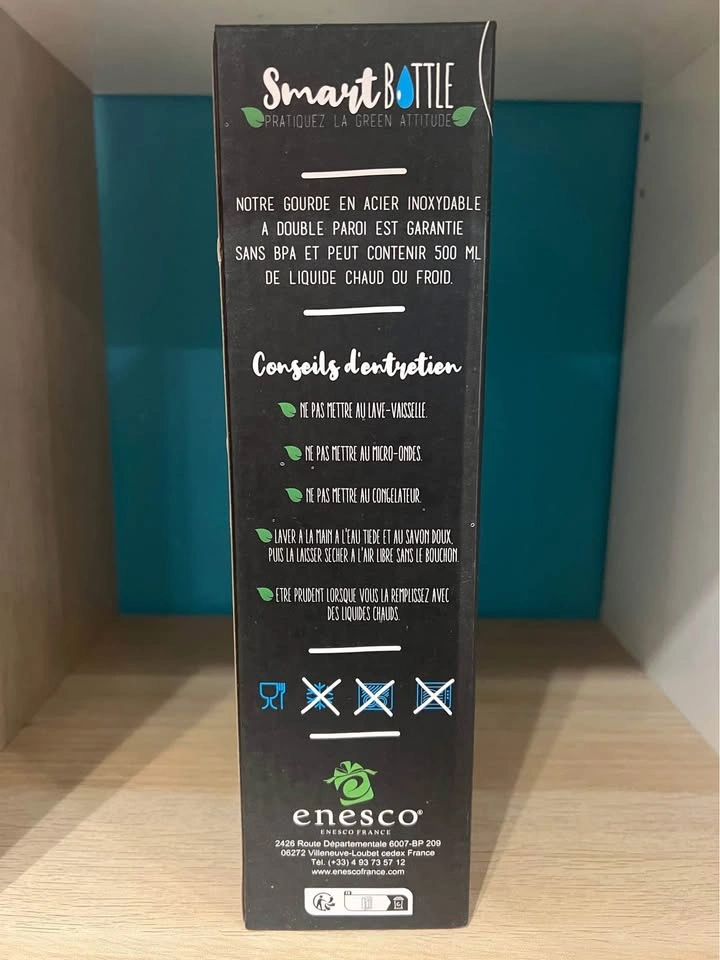 Smart BOTTLE
PRATIQUEZ LA GREEN ATTITUDE
NOTRE GOURDE EN ACIER INOXYDABLE
A DOUBLE PAROI EST GARANTIE
SANS BPA ET PEUT CONTENIR 500 ML
DE LIQUIDE CHAUD OU FROID.
Conseils d'entretien
NE PAS METTRE AU LAVE-VAISSELLE.
NE PAS METTRE AU MICRO-ONDES.
NE PAS METTRE AU CONGELATEUR.
LAVER A LA MAIN A L'EAU TIEDE ET AU SAVON DOUX,
PUIS LA LAISSER SECHER A L'AIR LIBRE SANS LE BOUCHON.
ETRE PRUDENT LORSQUE VOUS LA REMPLISSEZ AVEC
DES LIQUIDES CHAUDS.
enesco®
ENESCO FRANCE
2426 Route Départementale 6007-BP 209
06272 Villeneuve-Loubet cedex France
Tél. (+33) 4 93 73 57 12
www.enescofrance.com